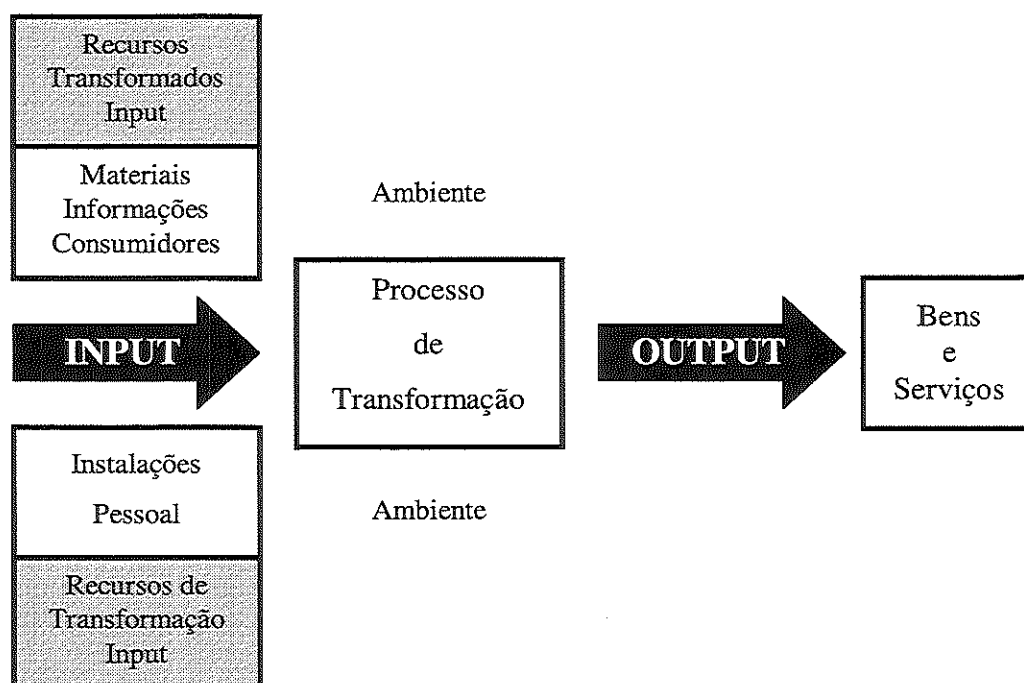 Recursos
Transformados
Input
Materiais
Informações
Consumidores
INPUT
Instalações
Pessoal
Recursos de
Transformação
Input
Ambiente
Processo
de
Transformação
Ambiente
OUTPUT
Bens
e
Serviços